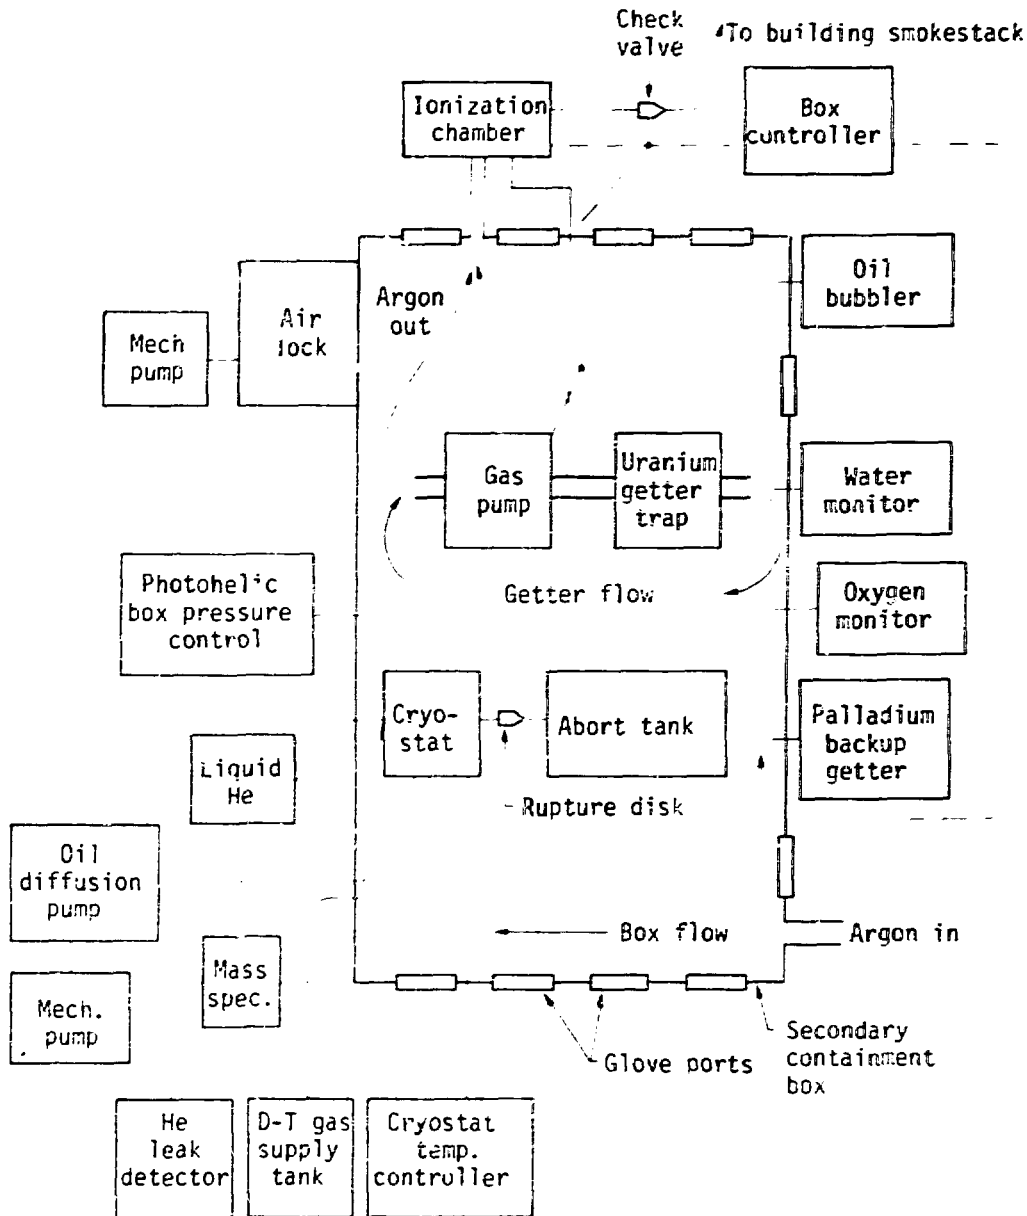 Check
valve
To building smokestack
Ionization
chamber
Box
controller
Oil
bubbler
Argon
out
Air
lock
Mech
pump
Gas
pump
Uranium
getter
trap
Water
monitor
Photohelic
box pressure
control
Getter flow
Oxygen
monitor
Cryo-
stat
Abort tank
Palladium
backup
getter
Liquid
He
Rupture disk
Oil
diffusion
pump
Box flow
Argon in
Mass
spec.
Mech.
pump
Glove ports
Secondary
containment
box
He
leak
detector
D-T gas
supply
tank
Cryostat
temp.
controller